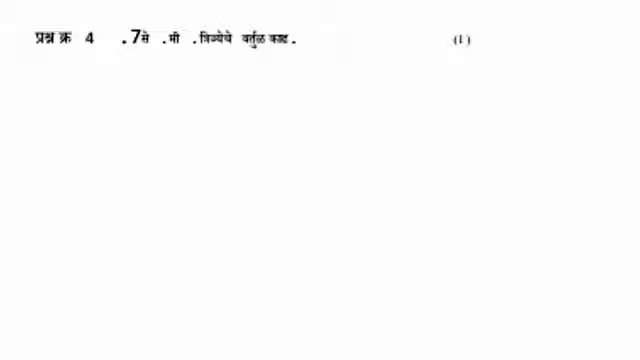 प्रश्न क्र 4 . 7से .मी .त्रिज्येचे वर्तुळ काढ . (1)